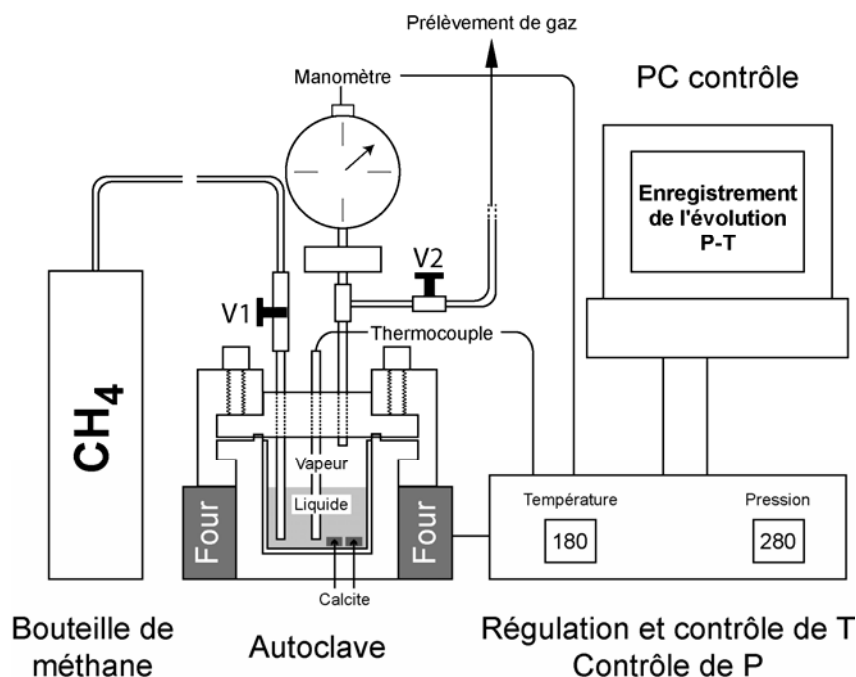 Prélèvement de gaz
Manomètre
PC contrôle
Enregistrement
de l'évolution
P-T
V2
V1
Thermocouple
CH4
Vapeur
Liquide
Four
Four
Calcite
Température
Pression
180
280
Bouteille de
méthane
Autoclave
Régulation et contrôle de T
Contrôle de P